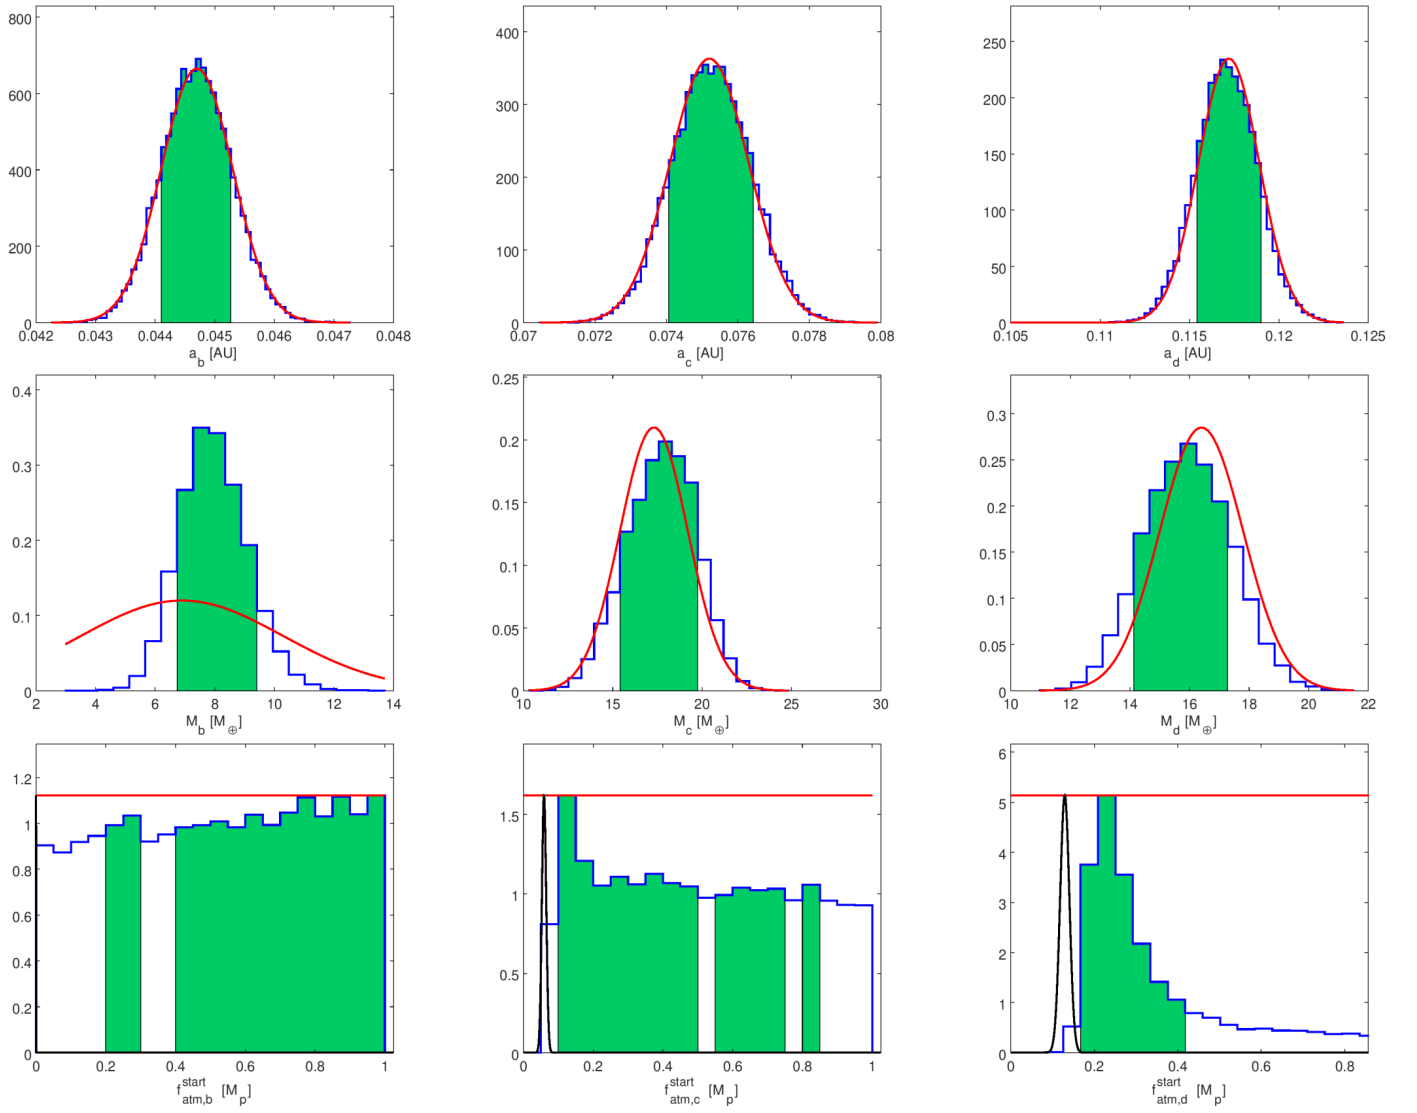 800
600
400
200
0
0.042 0.043 0.044 0.045 0.046 0.047 0.048
a_b [AU]
400
300
200
100
0
0.07 0.072 0.074 0.076 0.078 0.08
a_c [AU]
250
200
150
100
50
0
0.105 0.11 0.115 0.12 0.125
a_d [AU]
0.4
0.3
0.2
0.1
0
2 4 6 8 10 12 14
M_b [M_⊕]
0.25
0.2
0.15
0.1
0.05
0
10 15 20 25 30
M_c [M_⊕]
0.3
0.25
0.2
0.15
0.1
0.05
0
10 12 14 16 18 20 22
M_d [M_⊕]
1.2
1
0.8
0.6
0.4
0.2
0
0 0.2 0.4 0.6 0.8 1
f_{atm,b}^{start} [M_p]
1.5
1
0.5
0
0 0.2 0.4 0.6 0.8 1
f_{atm,c}^{start} [M_p]
6
5
4
3
2
1
0
0 0.2 0.4 0.6 0.8
f_{atm,d}^{start} [M_p]